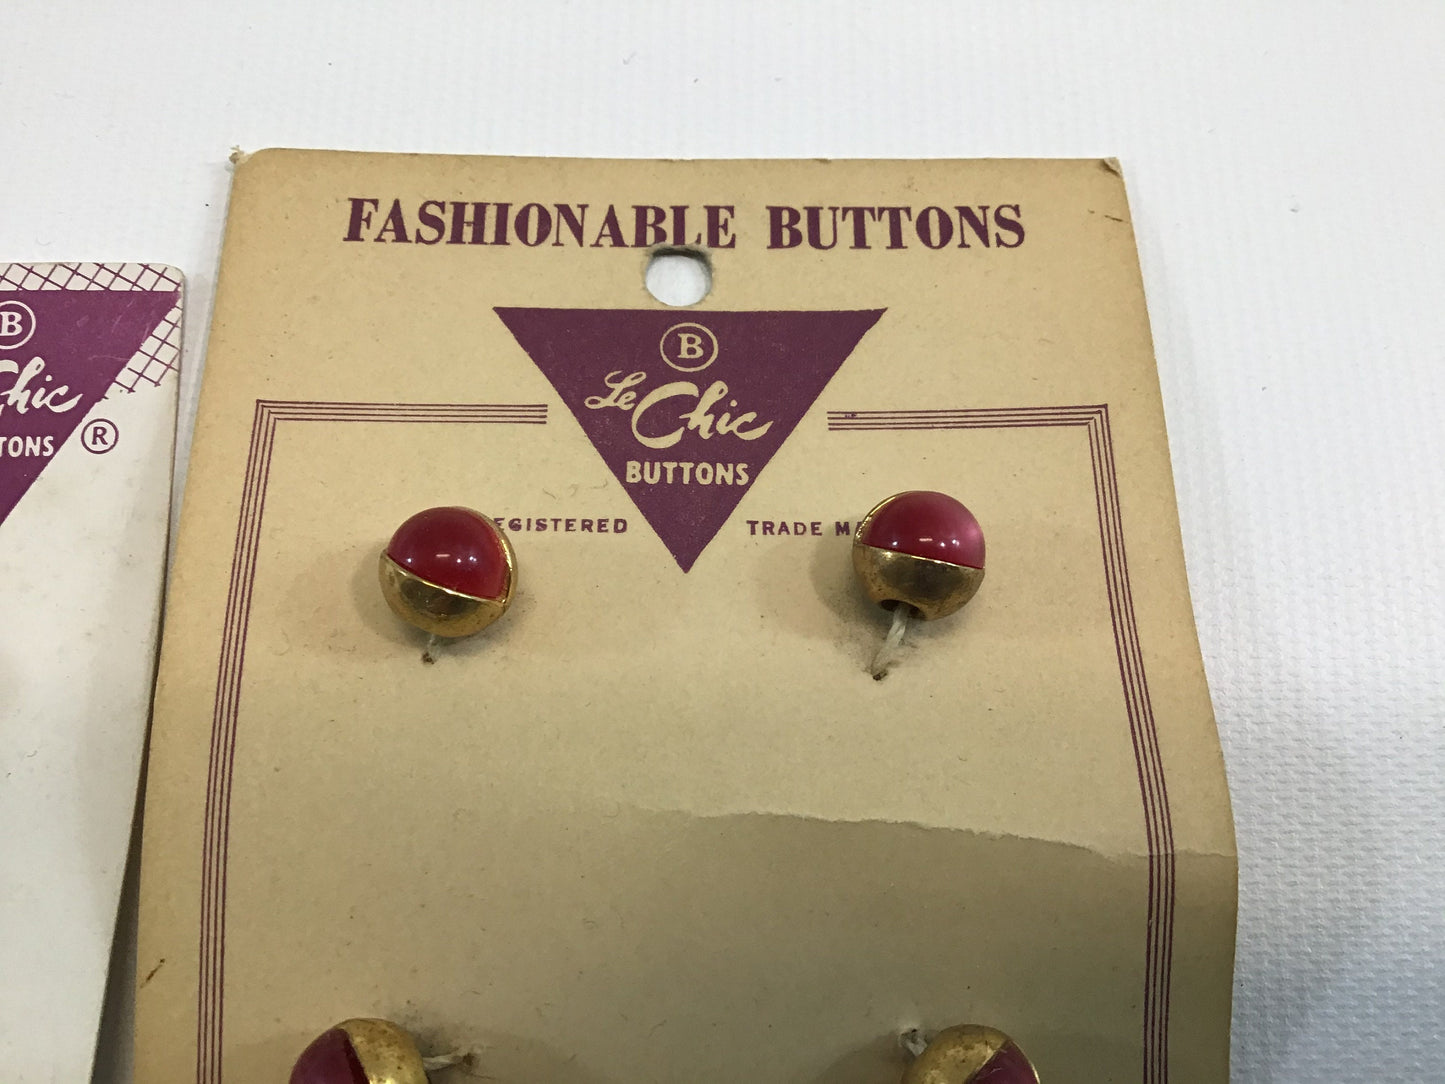 FASHIONABLE BUTTONS
B
Le Chic
BUTTONS
EGISTERED TRADE M
B
Chic
TONS ®